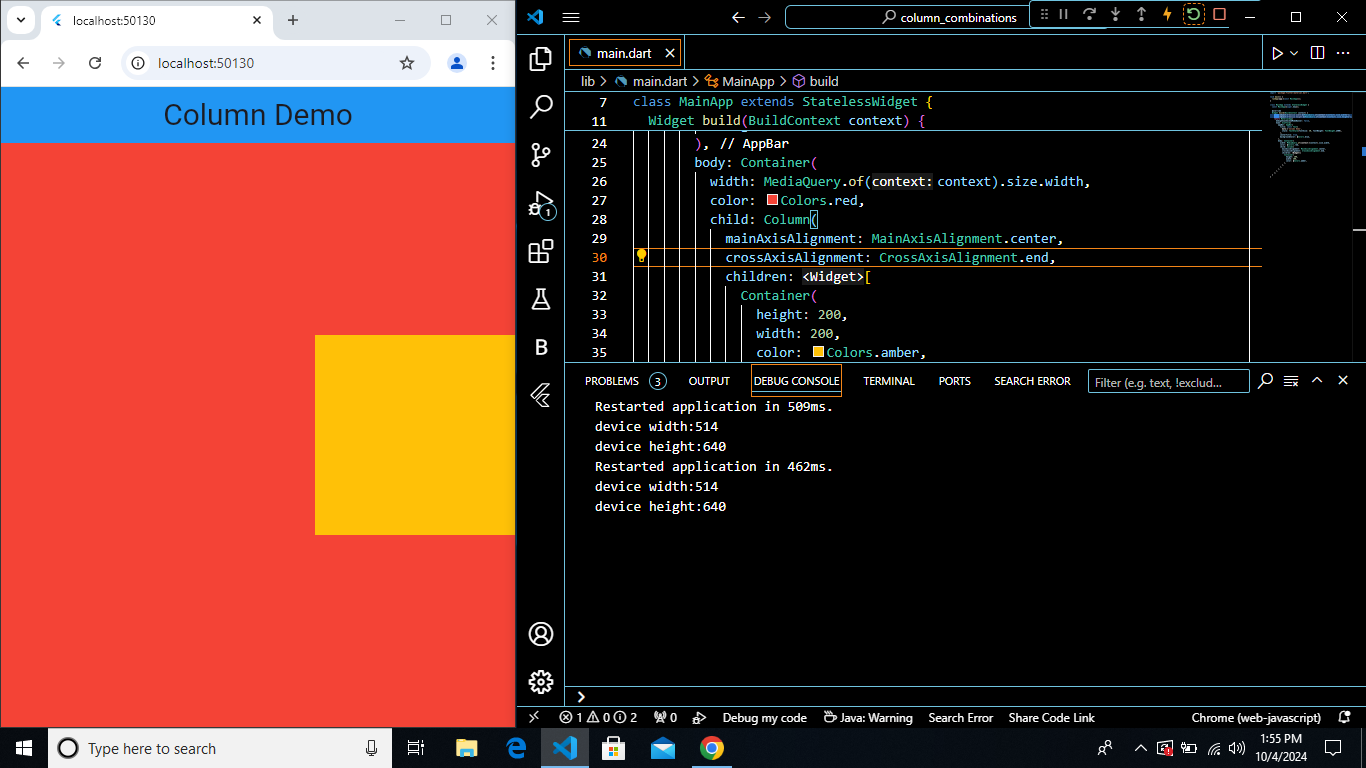 localhost:50130
localhost:50130
Column Demo
column_combinations
main.dart
lib > main.dart > MainApp > build
7 class MainApp extends StatelessWidget {
11 Widget build(BuildContext context) {
24 ), // AppBar
25 body: Container(
26 width: MediaQuery.of(context: context).size.width,
27 color: Colors.red,
28 child: Column(
29 mainAxisAlignment: MainAxisAlignment.center,
30 crossAxisAlignment: CrossAxisAlignment.end,
31 children: <Widget>[
32 Container(
33 height: 200,
34 width: 200,
35 color: Colors.amber,
1
B
PROBLEMS 3 OUTPUT DEBUG CONSOLE TERMINAL PORTS SEARCH ERROR Filter (e.g. text, !exclud...
Restarted application in 509ms.
device width:514
device height:640
Restarted application in 462ms.
device width:514
device height:640
1 0 2 0 Debug my code Java: Warning Search Error Share Code Link Chrome (web-javascript)
Type here to search
1:55 PM
10/4/2024